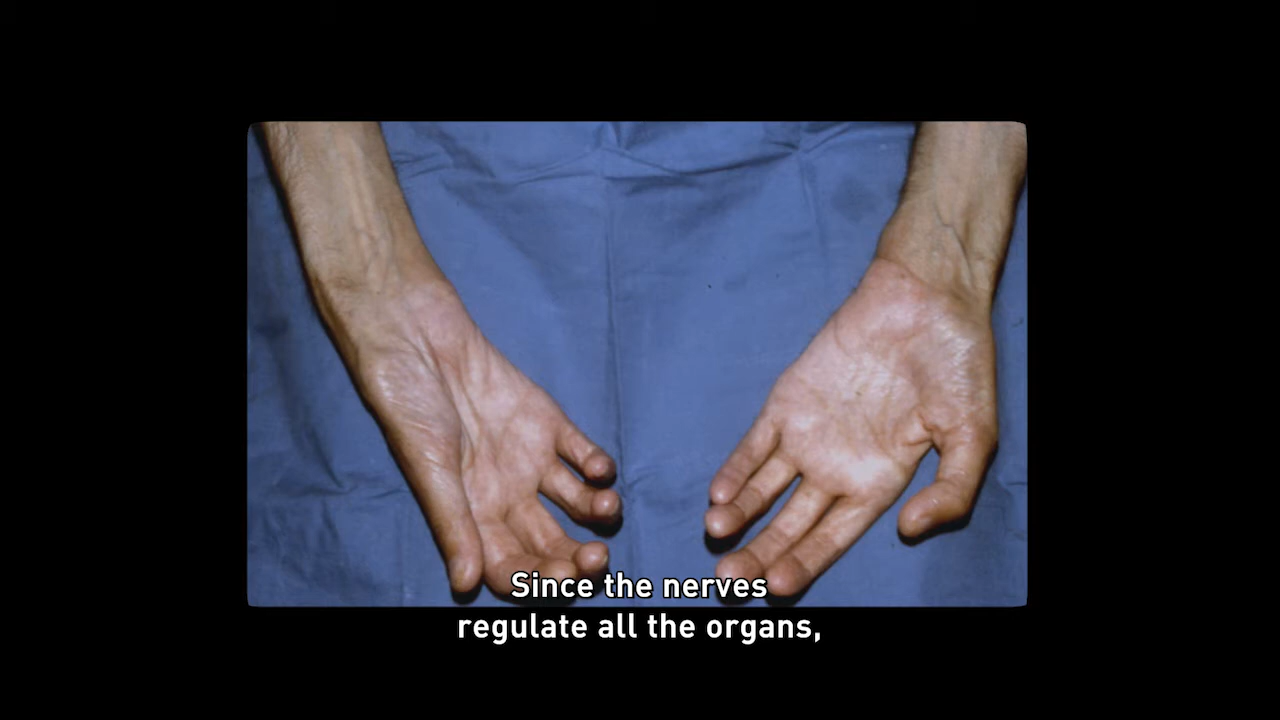 Since the nerves
regulate all the organs,